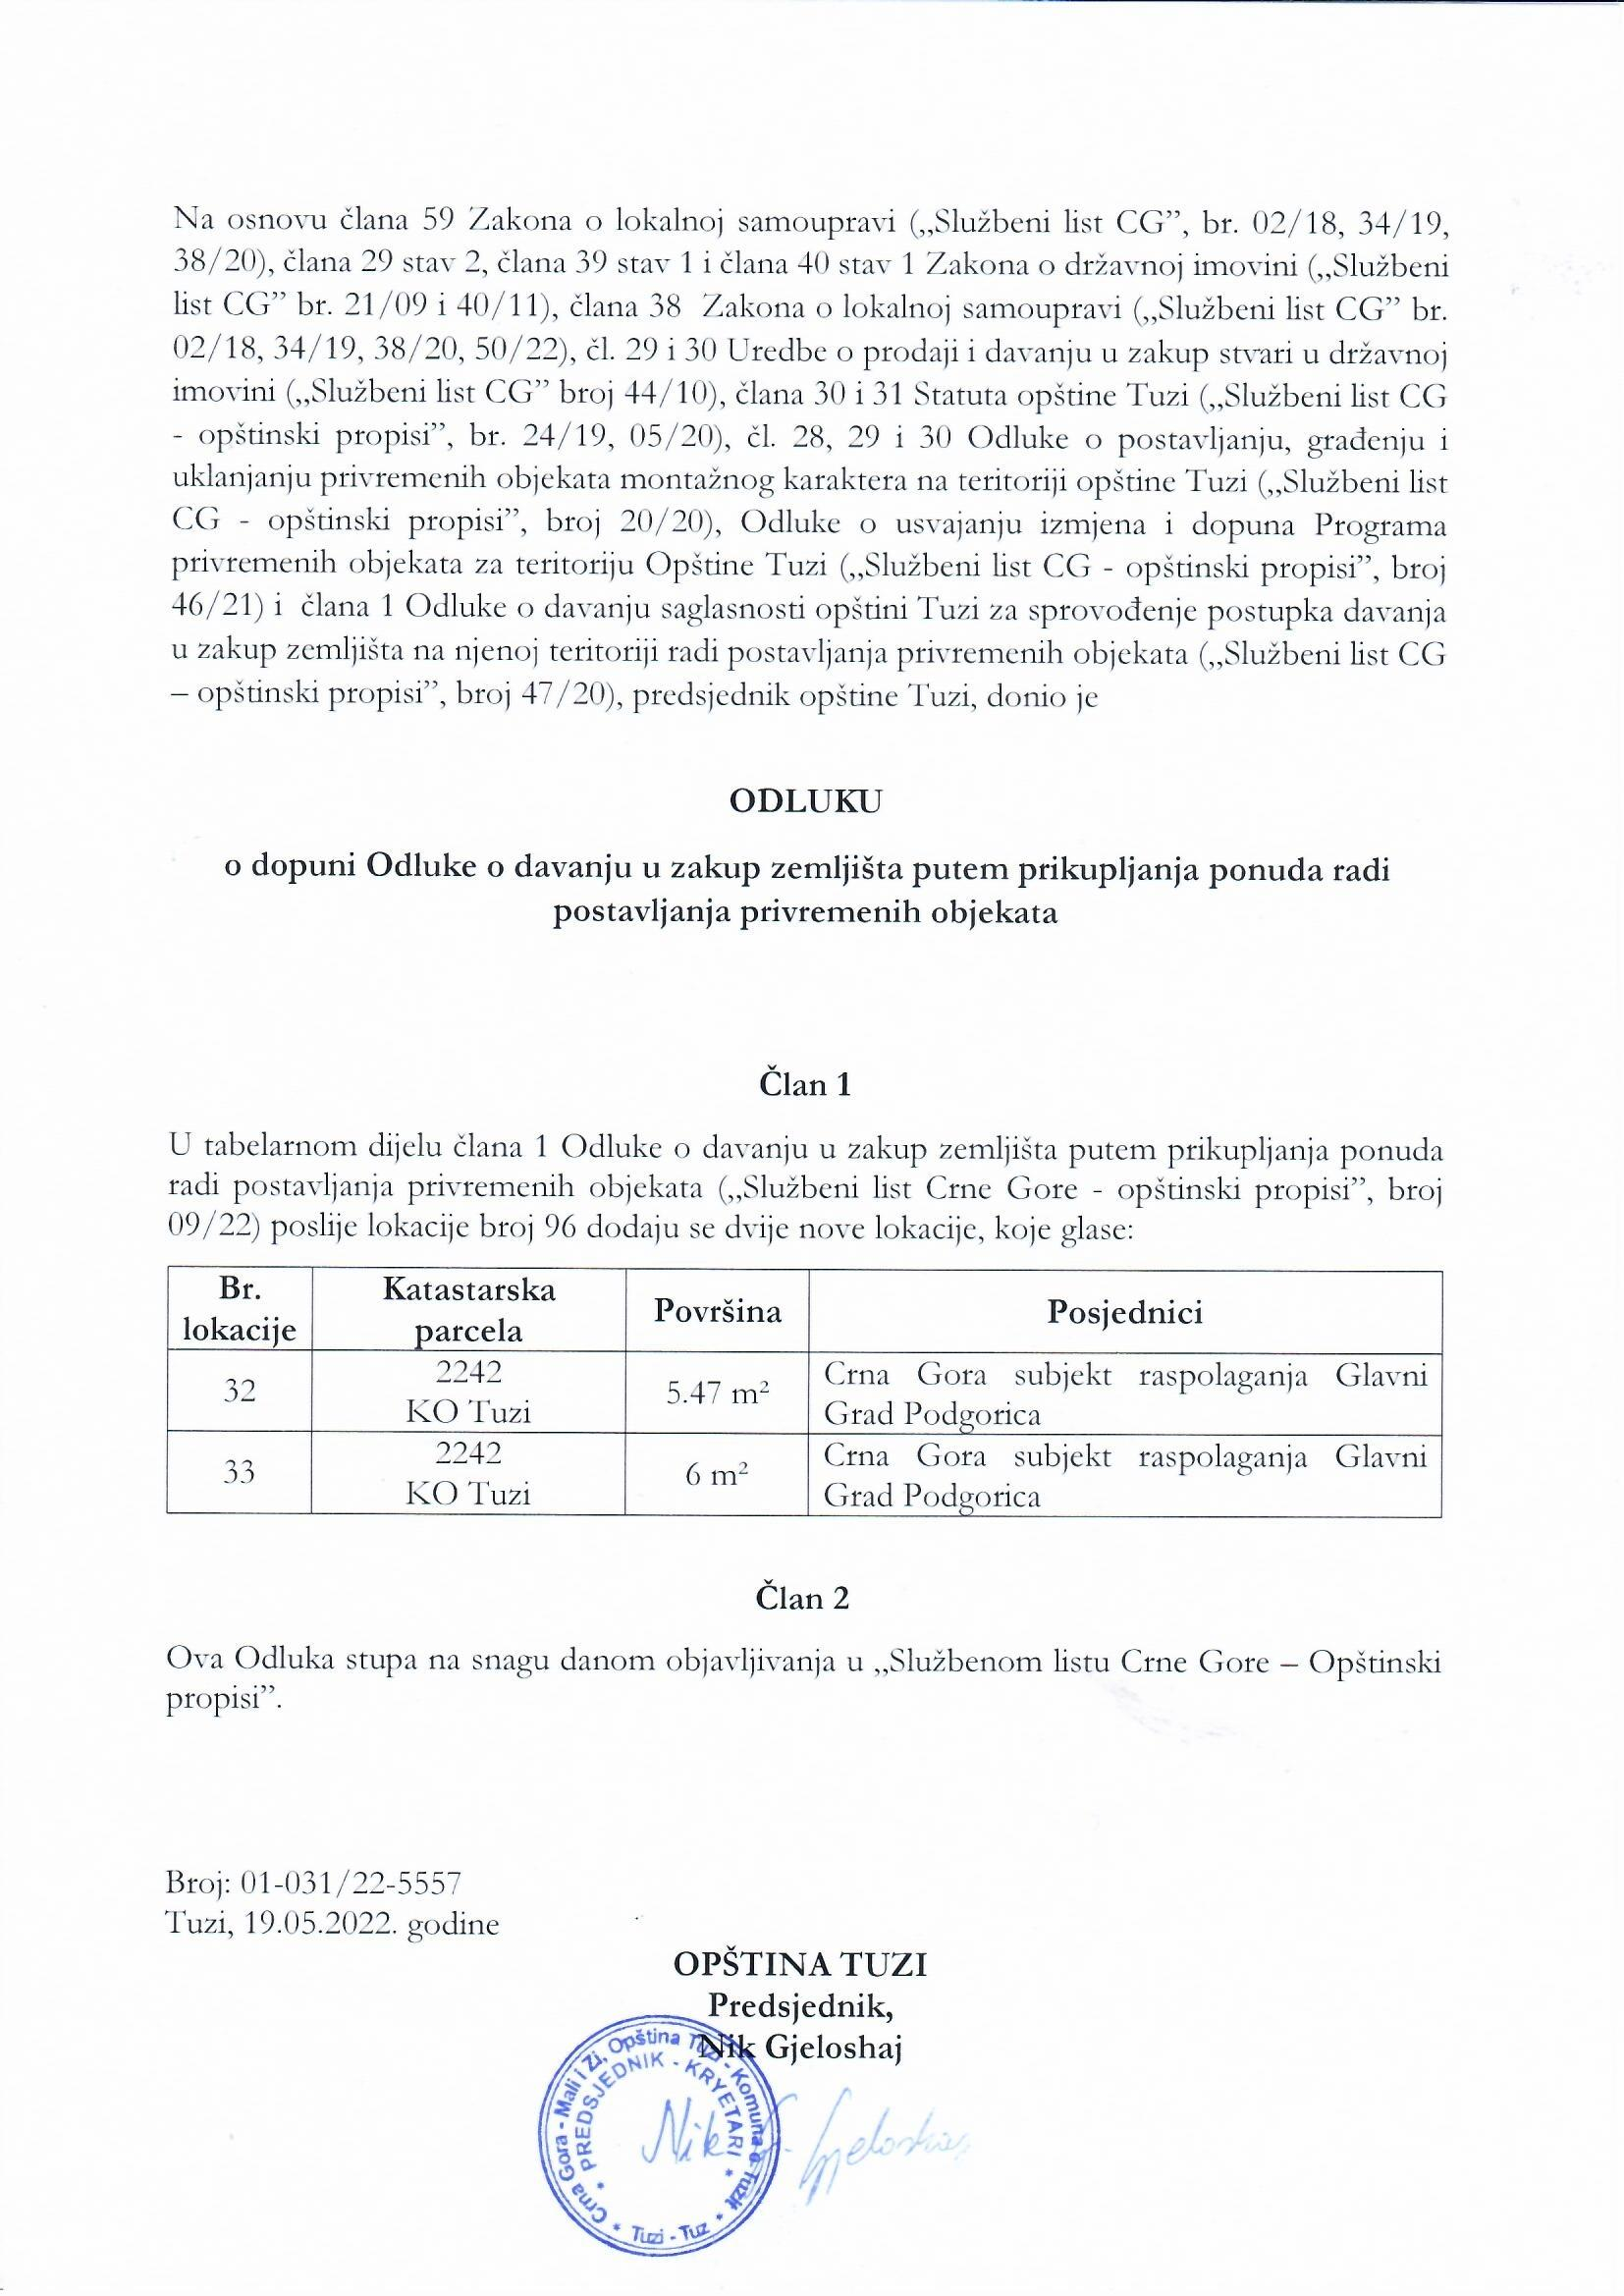 Na osnovu člana 59 Zakona o lokalnoj samoupravi („Službeni list CG”, br. 02/18, 34/19,
38/20), člana 29 stav 2, člana 39 stav 1 i člana 40 stav 1 Zakona o državnoj imovini („Službeni
list CG” br. 21/09 i 40/11), člana 38 Zakona o lokalnoj samoupravi („Službeni list CG” br.
02/18, 34/19, 38/20, 50/22), čl. 29 i 30 Uredbe o prodaji i davanju u zakup stvari u državnoj
imovini („Službeni list CG” broj 44/10), člana 30 i 31 Statuta opštine Tuzi („Službeni list CG
- opštinski propisi”, br. 24/19, 05/20), čl. 28, 29 i 30 Odluke o postavljanju, građenju i
uklanjanju privremenih objekata montažnog karaktera na teritoriji opštine Tuzi („Službeni list
CG - opštinski propisi”, broj 20/20), Odluke o usvajanju izmjena i dopuna Programa
privremenih objekata za teritoriju Opštine Tuzi („Službeni list CG - opštinski propisi”, broj
46/21) i člana 1 Odluke o davanju saglasnosti opštini Tuzi za sprovođenje postupka davanja
u zakup zemljišta na njenoj teritoriji radi postavljanja privremenih objekata („Službeni list CG
– opštinski propisi”, broj 47/20), predsjednik opštine Tuzi, donio je
ODLUKU
o dopuni Odluke o davanju u zakup zemljišta putem prikupljanja ponuda radi
postavljanja privremenih objekata
Član 1
U tabelarnom dijelu člana 1 Odluke o davanju u zakup zemljišta putem prikupljanja ponuda
radi postavljanja privremenih objekata („Službeni list Crne Gore - opštinski propisi”, broj
09/22) poslije lokacije broj 96 dodaju se dvije nove lokacije, koje glase:
Br.
lokacije
Katastarska
parcela
Površina
Posjednici
32
2242
KO Tuzi
5.47 m²
Crna Gora subjekt raspolaganja Glavni
Grad Podgorica
33
2242
KO Tuzi
6 m²
Crna Gora subjekt raspolaganja Glavni
Grad Podgorica
Član 2
Ova Odluka stupa na snagu danom objavljivanja u „Službenom listu Crne Gore – Opštinski
propisi”.
Broj: 01-031/22-5557
Tuzi, 19.05.2022. godine
OPŠTINA TUZI
Predsjednik,
Nik Gjeloshaj
Crna Gora - Mali i Zi, Opština Tuzi - Komuna e Tuzit
PREDSJEDNIK - KRYETARI
Tuzi - Tuz
Nik Gjeloshaj